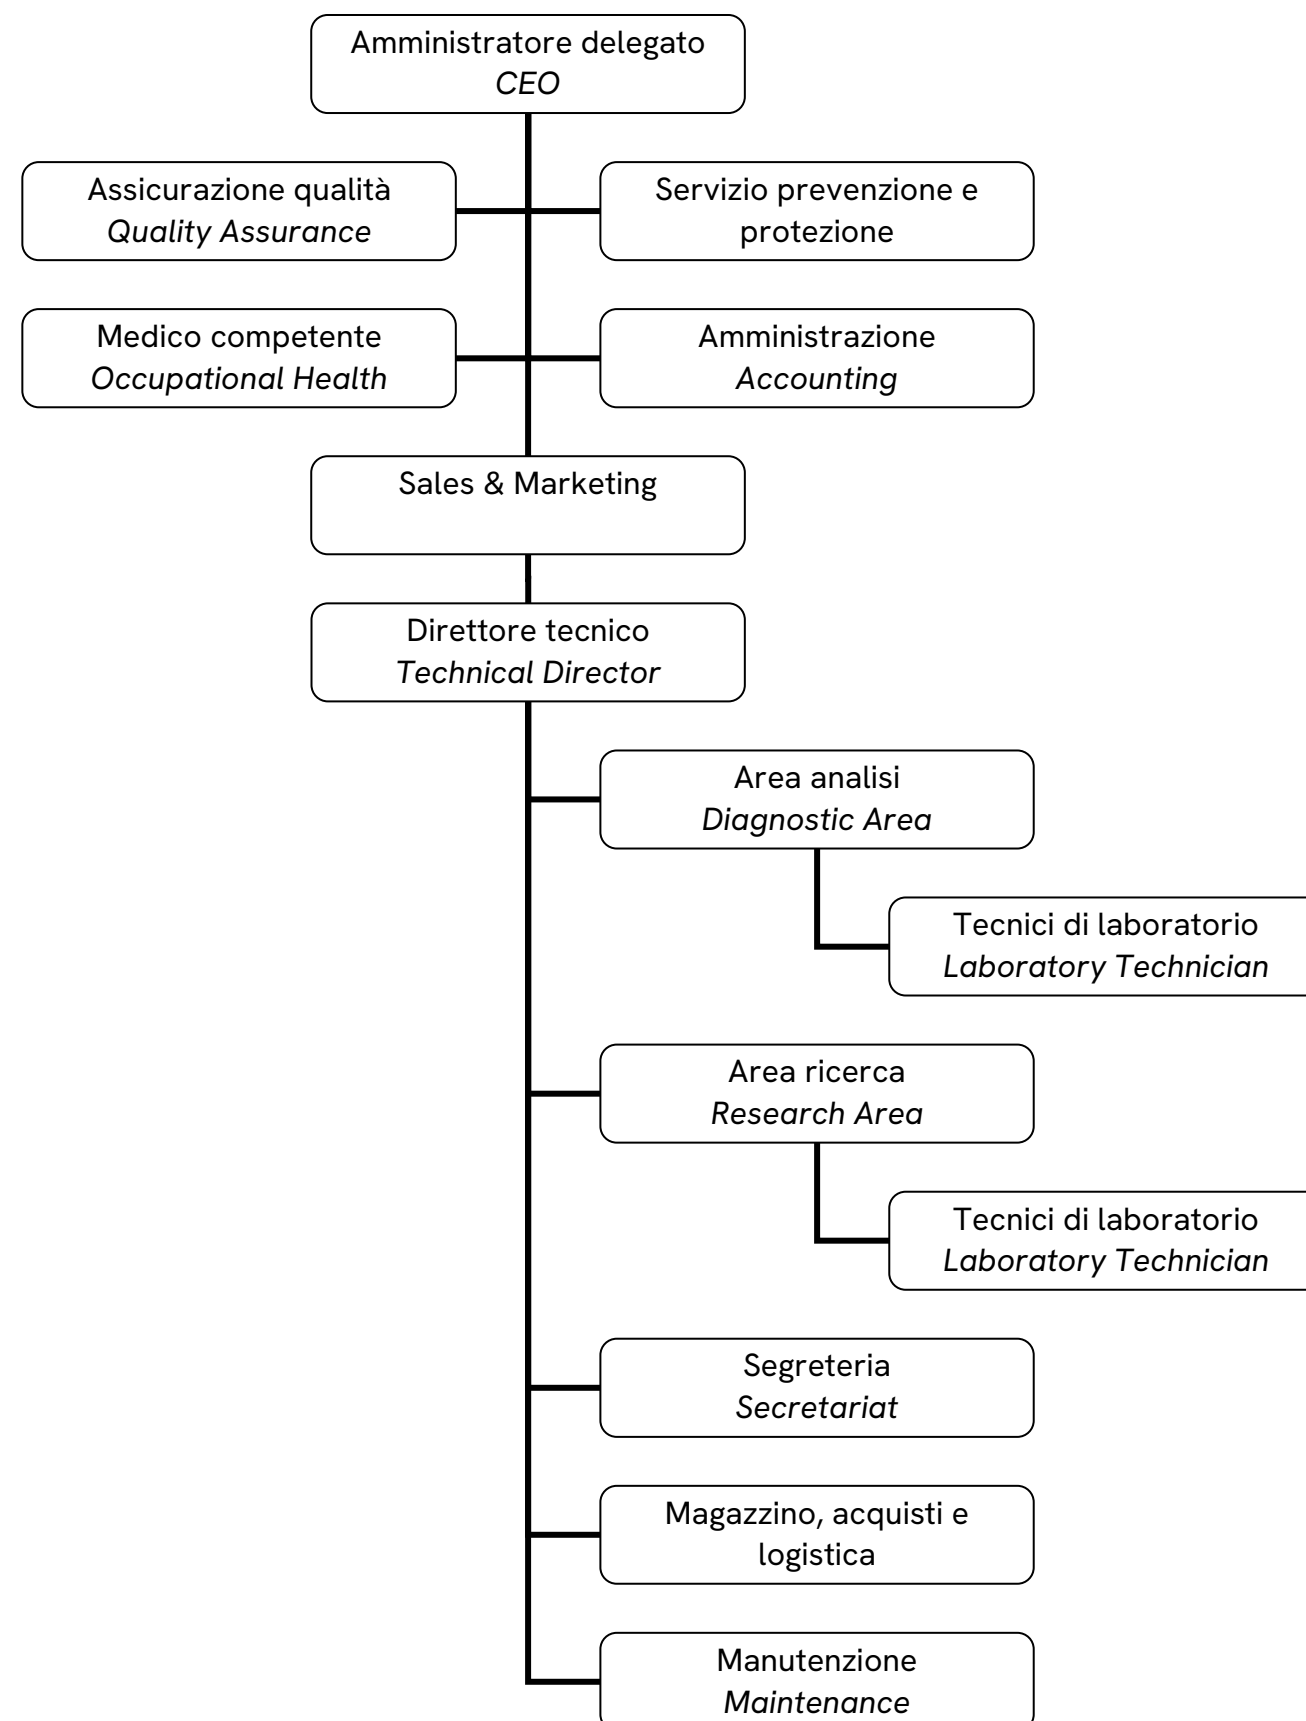 Amministratore delegato
CEO
Assicurazione qualità
Quality Assurance
Servizio prevenzione e
protezione
Medico competente
Occupational Health
Amministrazione
Accounting
Sales & Marketing
Direttore tecnico
Technical Director
Area analisi
Diagnostic Area
Tecnici di laboratorio
Laboratory Technician
Area ricerca
Research Area
Tecnici di laboratorio
Laboratory Technician
Segreteria
Secretariat
Magazzino, acquisti e
logistica
Manutenzione
Maintenance